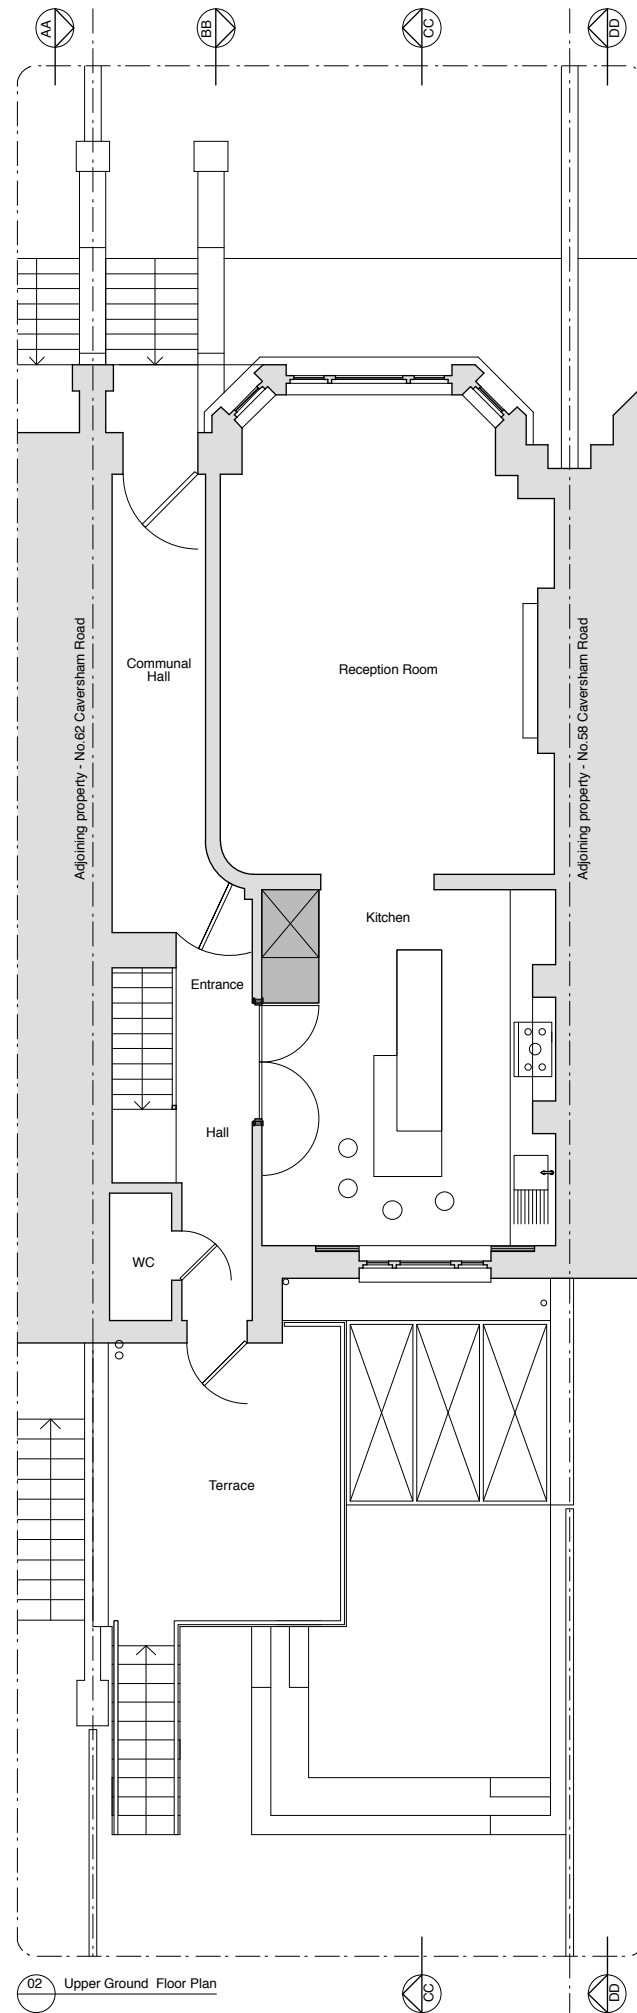 AA
BB
CC
DD
Adjoining property - No.62 Caversham Road
Adjoining property - No.58 Caversham Road
Communal
Hall
Reception Room
Kitchen
Entrance
Hall
WC
Terrace
02 Upper Ground Floor Plan
CC
DD